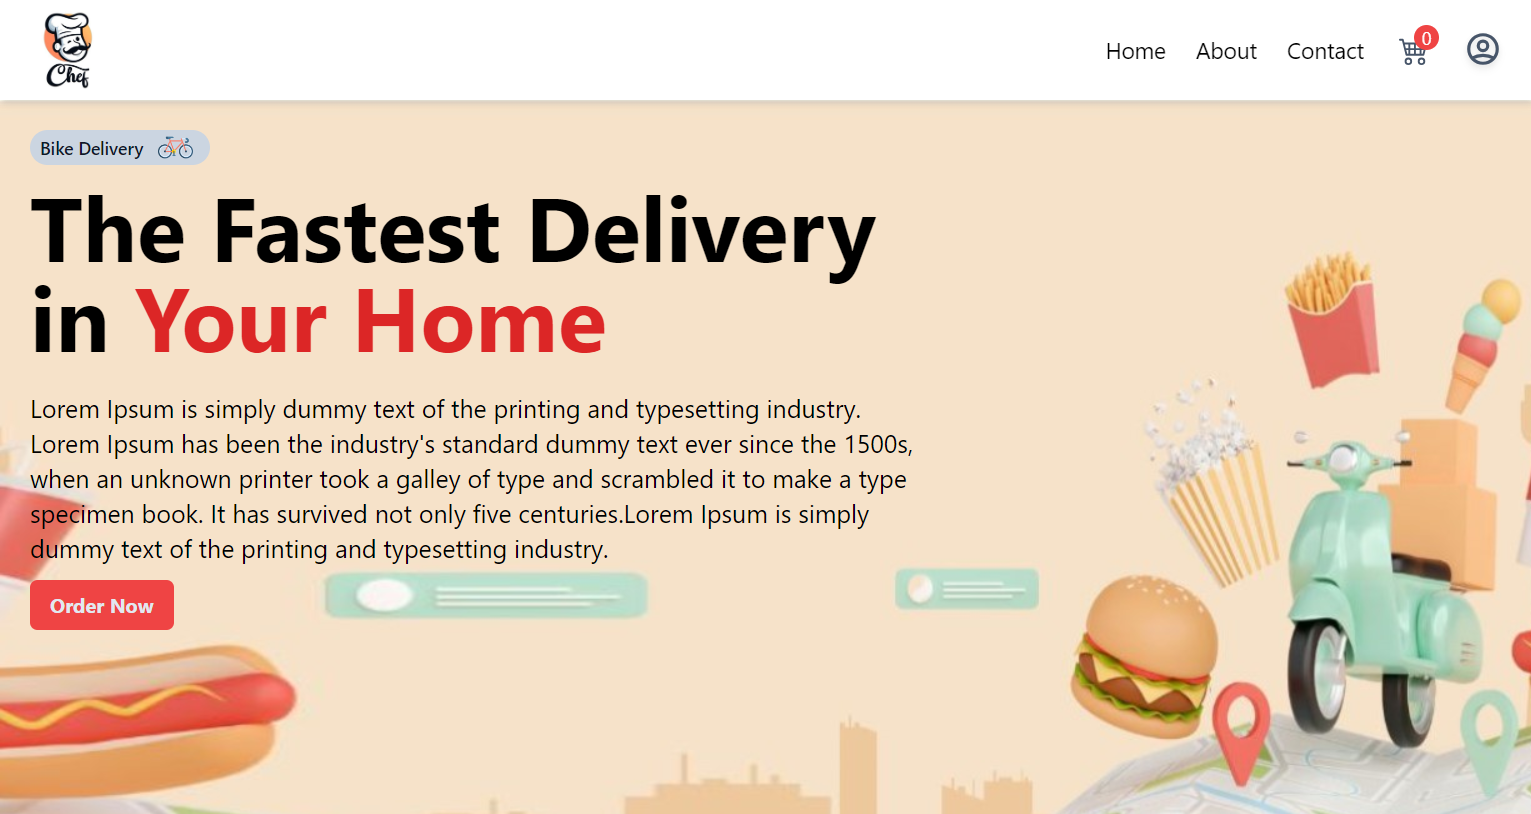 Chef
Home
About
Contact
0
Bike Delivery
The Fastest Delivery
in Your Home
Lorem Ipsum is simply dummy text of the printing and typesetting industry.
Lorem Ipsum has been the industry's standard dummy text ever since the 1500s,
when an unknown printer took a galley of type and scrambled it to make a type
specimen book. It has survived not only five centuries.Lorem Ipsum is simply
dummy text of the printing and typesetting industry.
Order Now